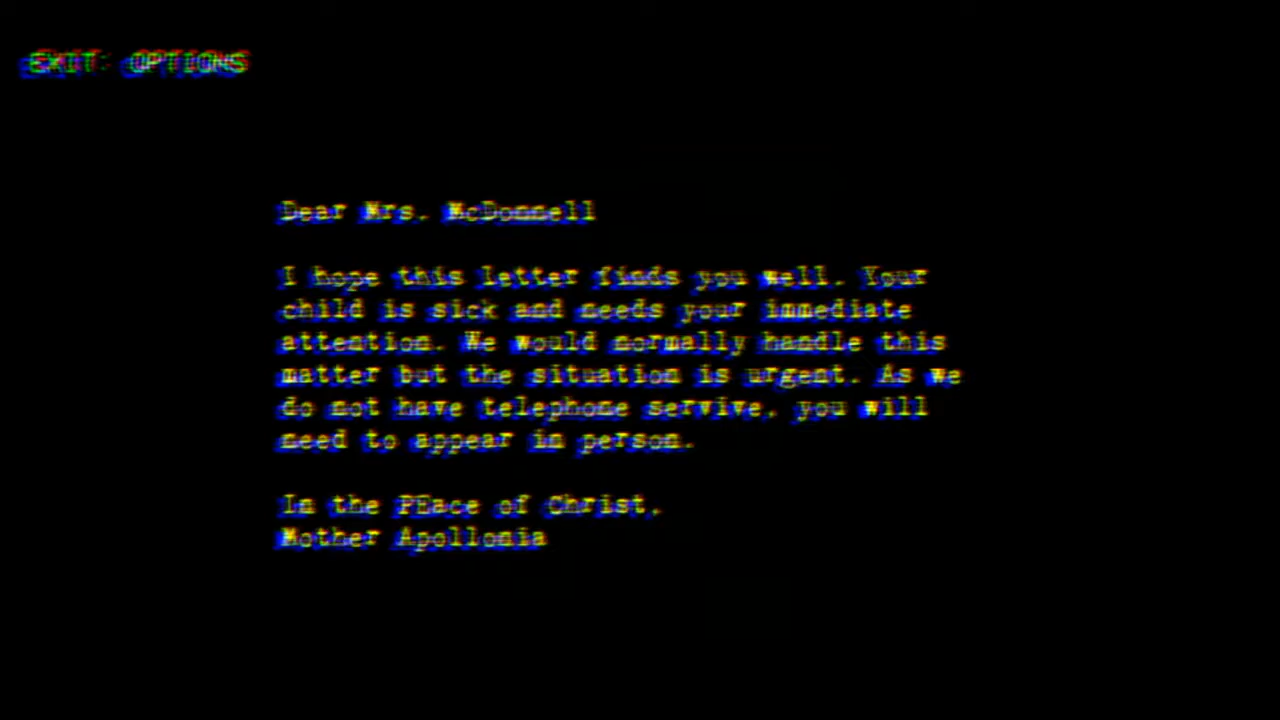 EXIT: OPTIONS
Dear Mrs. McDonnell
I hope this letter finds you well. Your
child is sick and needs your immediate
attention. We would normally handle this
matter but the situation is urgent. As we
do not have telephone servive, you will
need to appear in person.
In the PEace of Christ,
Mother Apollonia